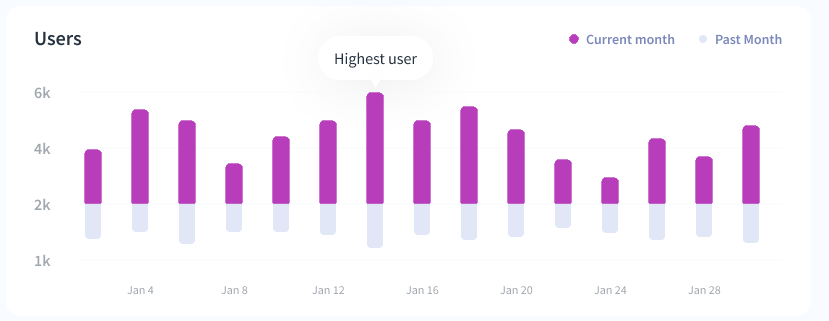 Users
Current month
Past Month
Highest user
6k
4k
2k
1k
Jan 4
Jan 8
Jan 12
Jan 16
Jan 20
Jan 24
Jan 28